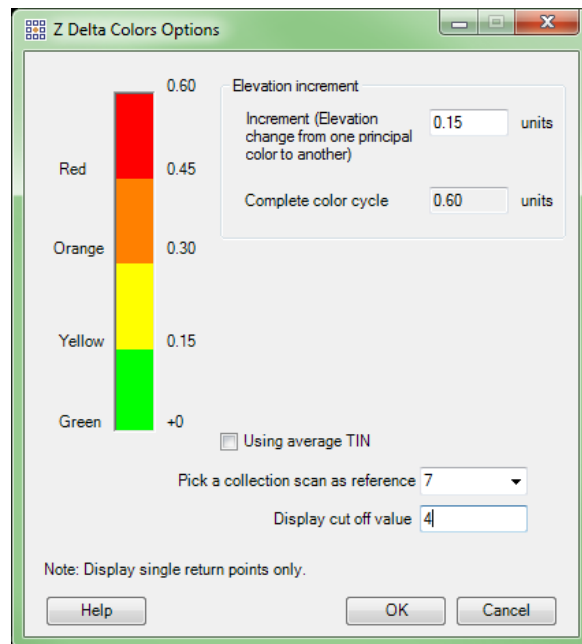 Z Delta Colors Options
0.60
Red 0.45
Orange 0.30
Yellow 0.15
Green +0
Elevation increment
Increment (Elevation
change from one principal
color to another)
0.15 units
Complete color cycle 0.60 units
Using average TIN
Pick a collection scan as reference 7
Display cut off value 4
Note: Display single return points only.
Help OK Cancel